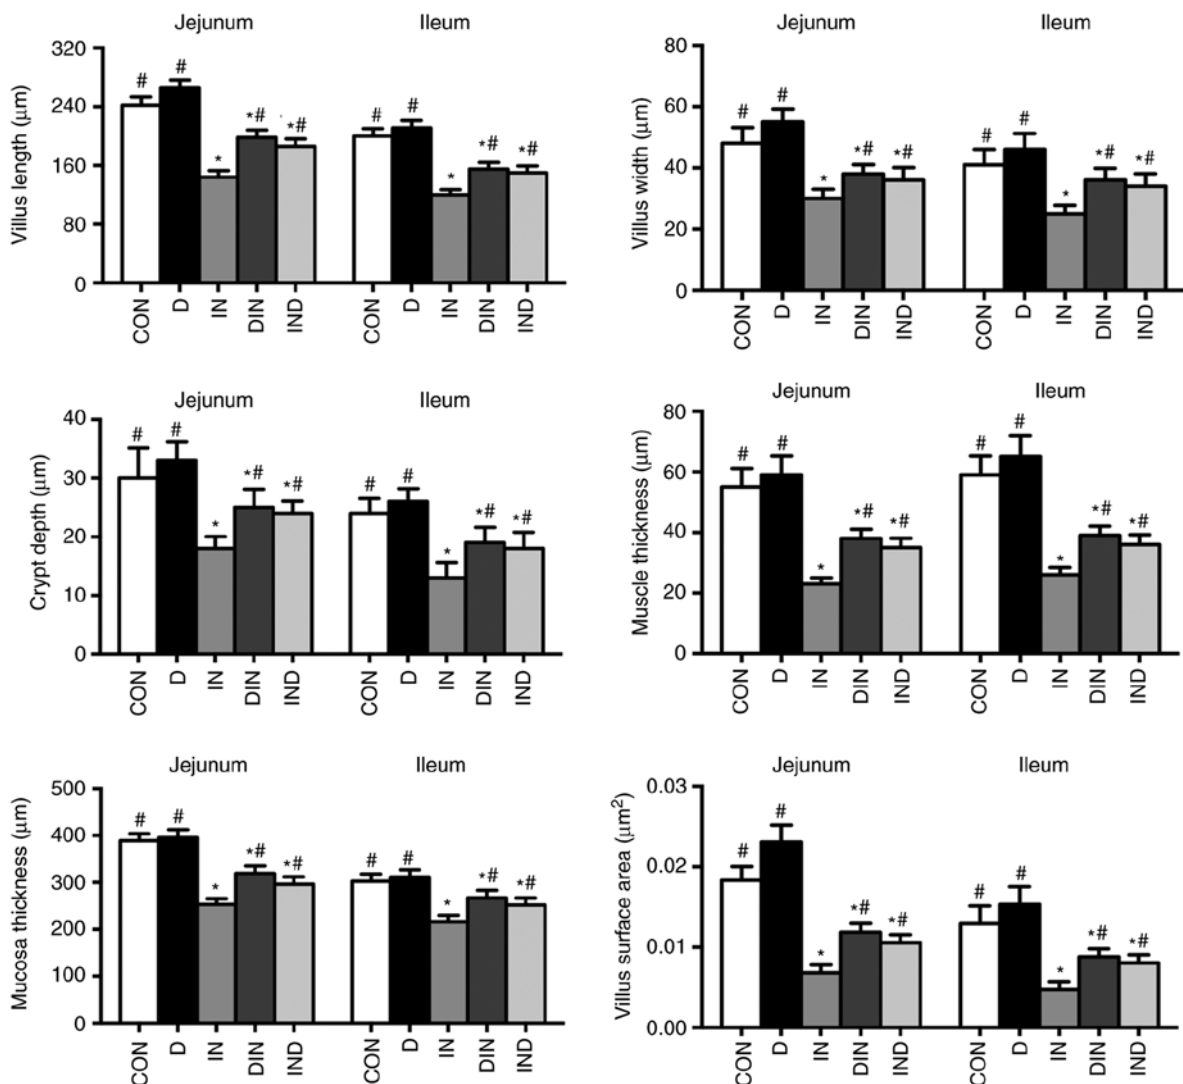 Jejunum Ileum
Villus length (μm)
320
240
160
80
0
# # * *# *# # # * *# *#
CON D IN DIN IND CON D IN DIN IND
Jejunum Ileum
Villus width (μm)
80
60
40
20
0
# # * *# *# # # * *# *#
CON D IN DIN IND CON D IN DIN IND
Jejunum Ileum
Crypt depth (μm)
40
30
20
10
0
# # * *# *# # # * *# *#
CON D IN DIN IND CON D IN DIN IND
Jejunum Ileum
Muscle thickness (μm)
80
60
40
20
0
# # * *# *# # # * *# *#
CON D IN DIN IND CON D IN DIN IND
Jejunum Ileum
Mucosa thickness (μm)
500
400
300
200
100
0
# # * *# *# # # * *# *#
CON D IN DIN IND CON D IN DIN IND
Jejunum Ileum
Villus surface area (μm²)
0.03
0.02
0.01
0.00
# # * *# *# # # * *# *#
CON D IN DIN IND CON D IN DIN IND